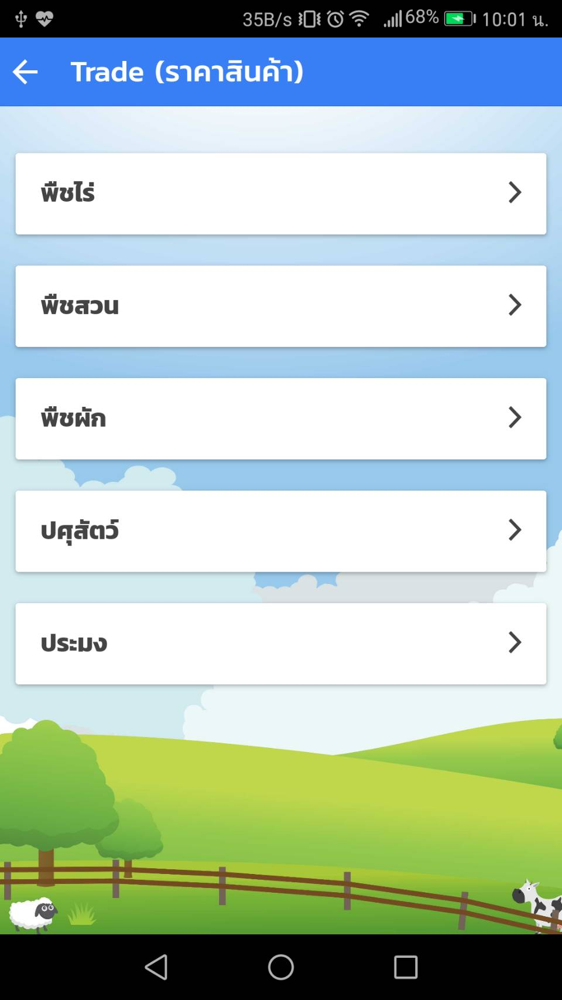 35B/s 68% 10:01 น.
Trade (ราคาสินค้า)
พืชไร่
พืชสวน
พืชผัก
ปศุสัตว์
ประมง